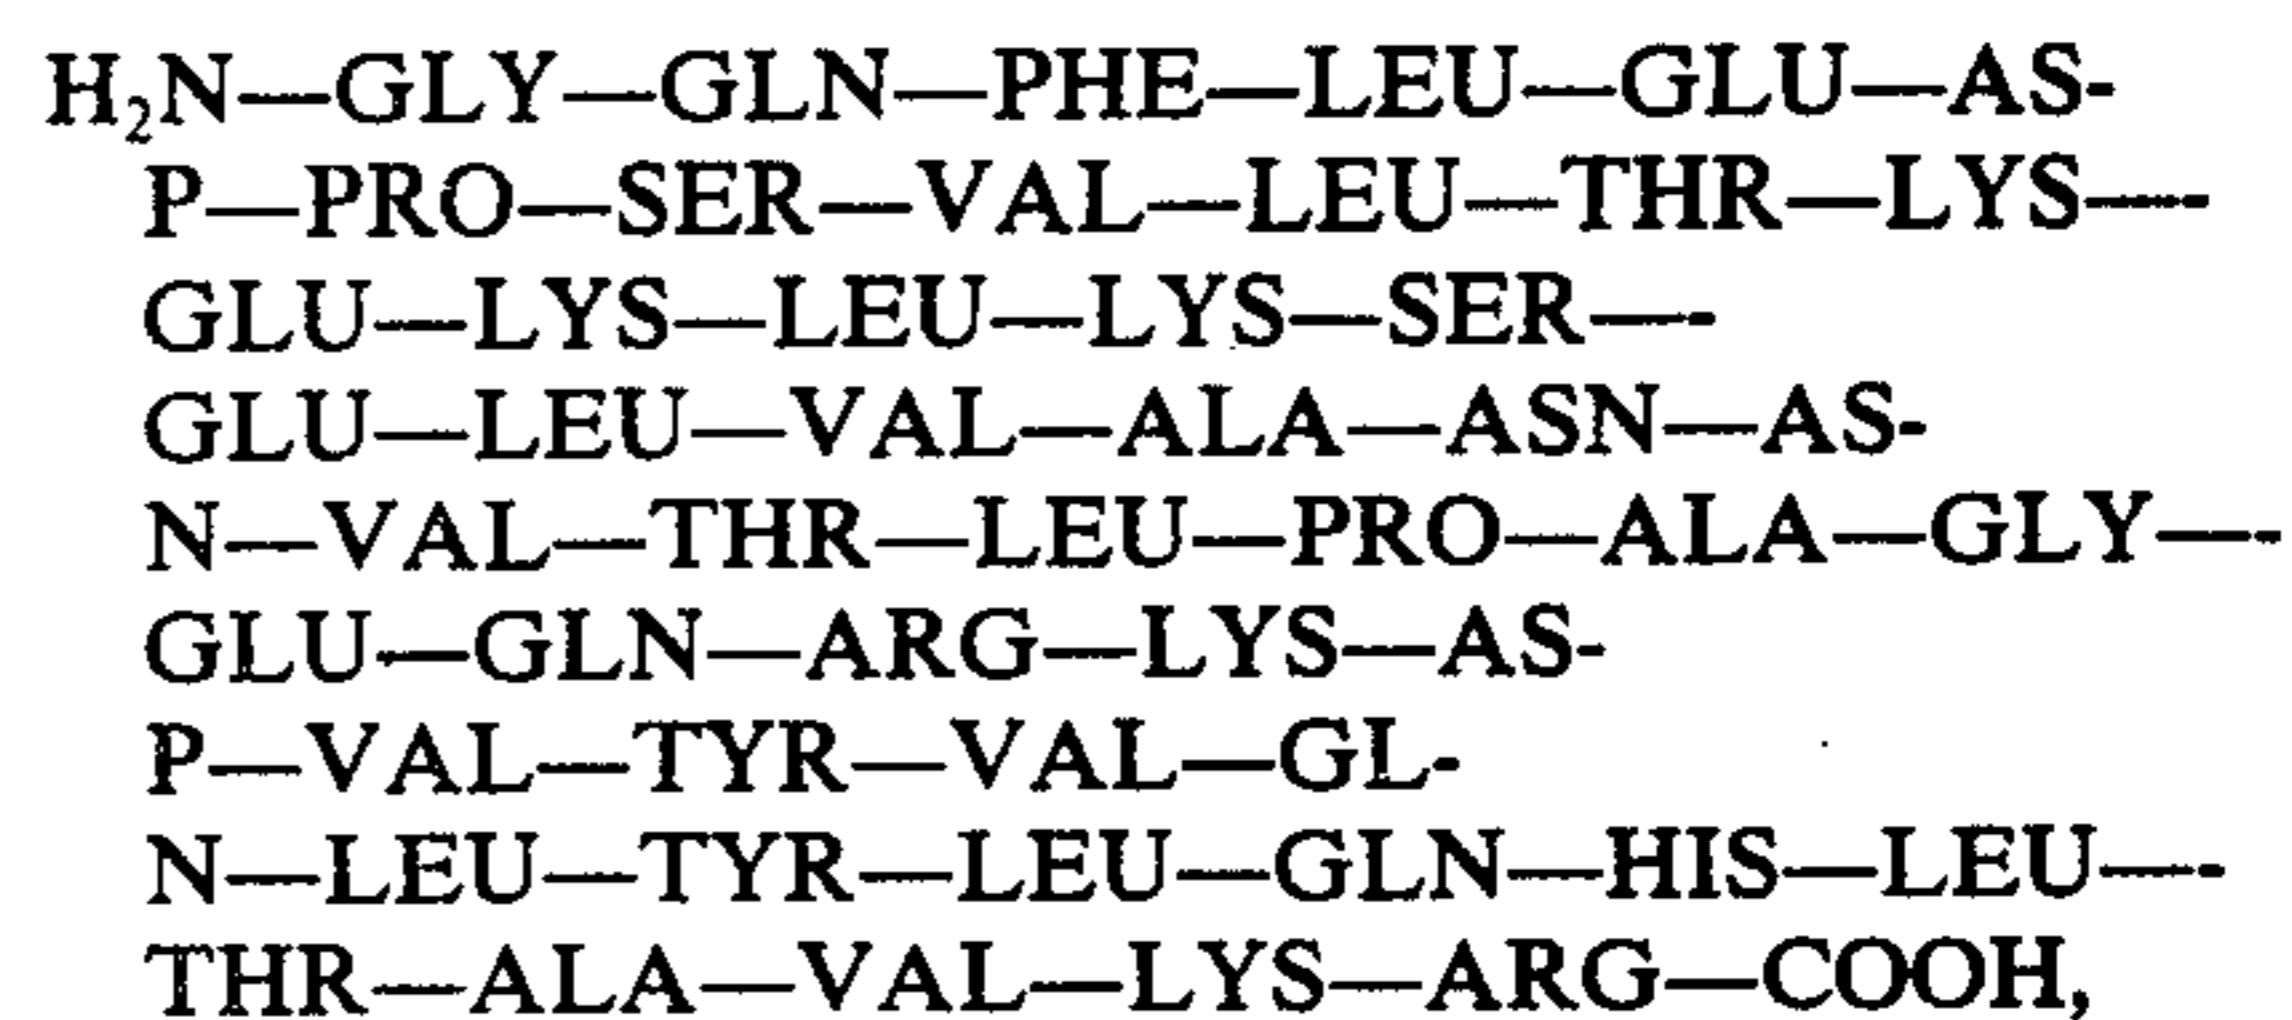 H₂N—GLY—GLN—PHE—LEU—GLU—AS-
P—PRO—SER—VAL—LEU—THR—LYS—-
GLU—LYS—LEU—LYS—SER—-
GLU—LEU—VAL—ALA—ASN—AS-
N—VAL—THR—LEU—PRO—ALA—GLY—-
GLU—GLN—ARG—LYS—AS-
P—VAL—TYR—VAL—GL-
N—LEU—TYR—LEU—GLN—HIS—LEU—-
THR—ALA—VAL—LYS—ARG—COOH,